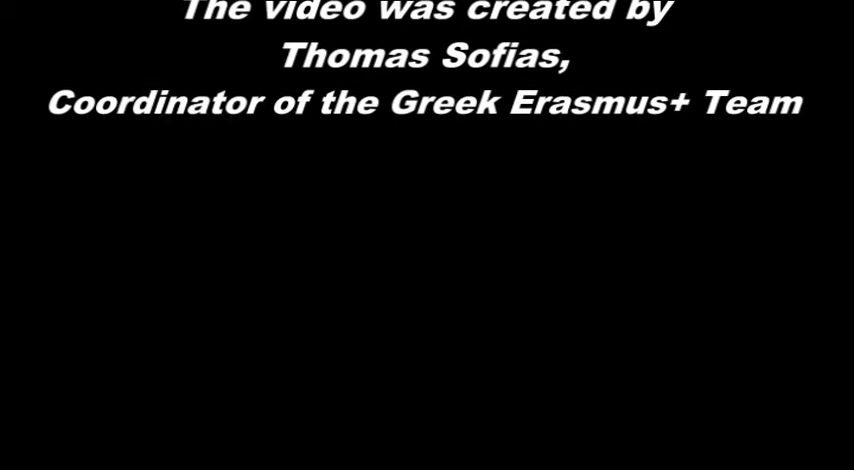 The video was created by
Thomas Sofias,
Coordinator of the Greek Erasmus+ Team